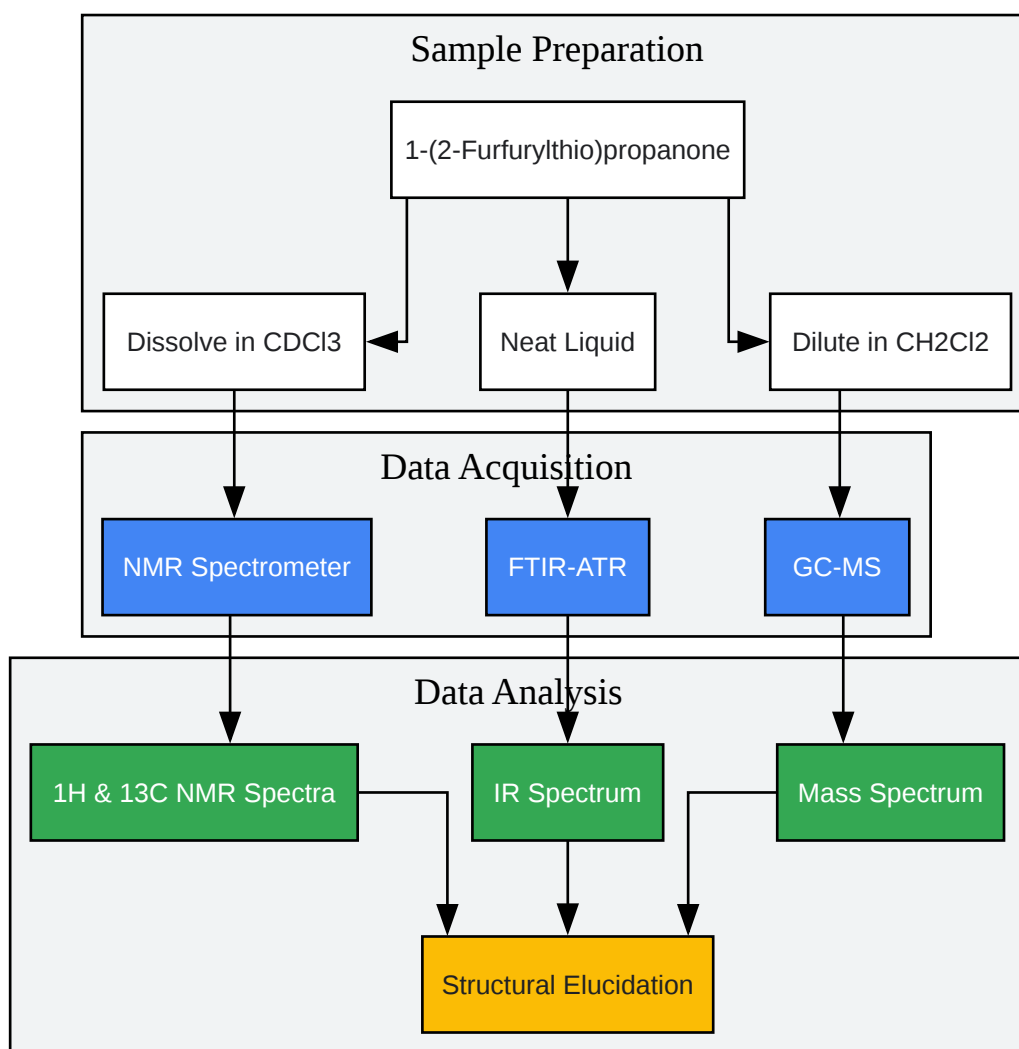 Sample Preparation
1-(2-Furfurylthio)propanone
Dissolve in CDCl3
Neat Liquid
Dilute in CH2Cl2
Data Acquisition
NMR Spectrometer
FTIR-ATR
GC-MS
Data Analysis
1H & 13C NMR Spectra
IR Spectrum
Mass Spectrum
Structural Elucidation